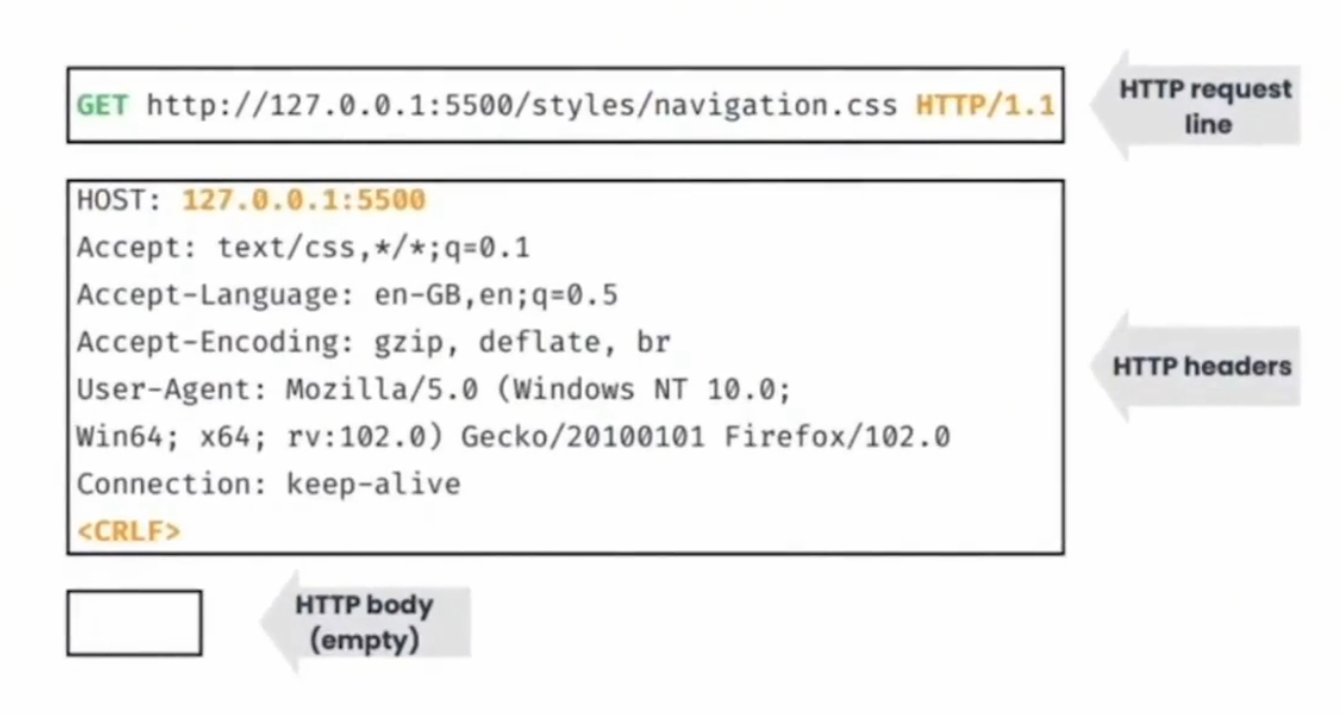 GET http://127.0.0.1:5500/styles/navigation.css HTTP/1.1
HTTP request
line
HOST: 127.0.0.1:5500
Accept: text/css,*/*;q=0.1
Accept-Language: en-GB,en;q=0.5
Accept-Encoding: gzip, deflate, br
User-Agent: Mozilla/5.0 (Windows NT 10.0;
Win64; x64; rv:102.0) Gecko/20100101 Firefox/102.0
Connection: keep-alive
<CRLF>
HTTP headers
HTTP body
(empty)